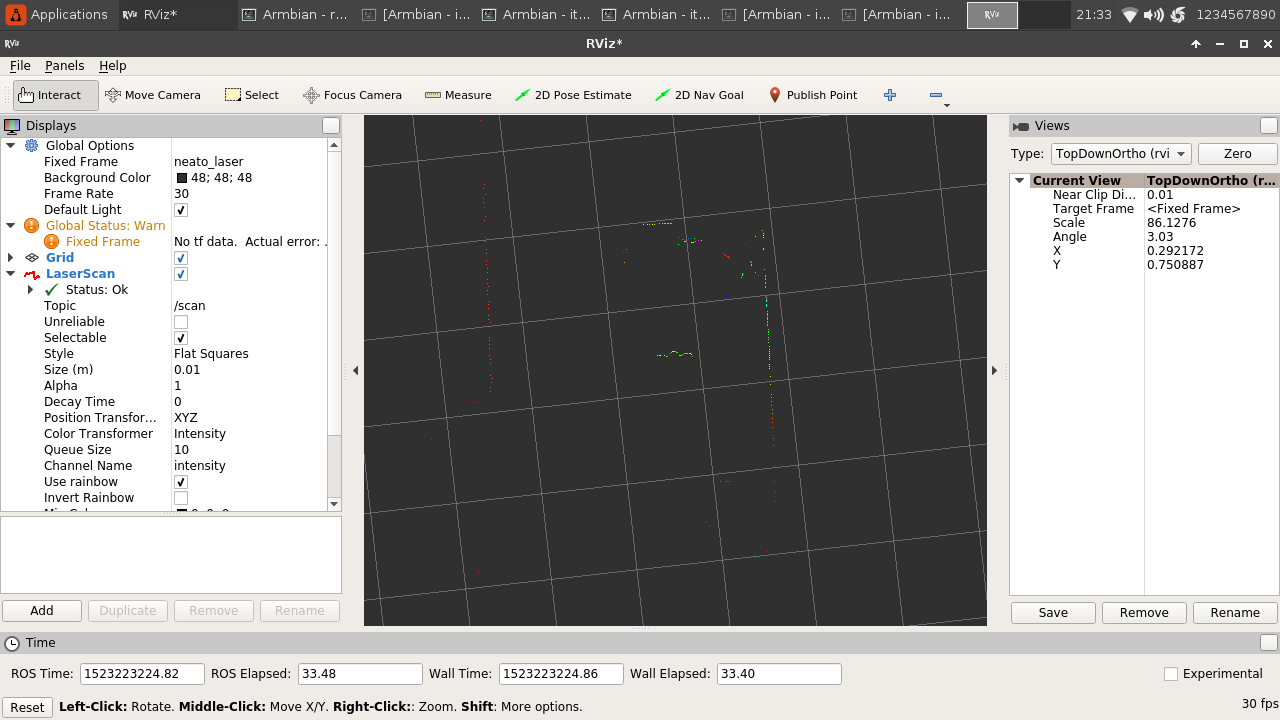 Applications RViz RViz* Armbian - r... [Armbian - i... Armbian - it... Armbian - it... [Armbian - i... [Armbian - i... RViz 21:33 1234567890
RViz RViz*
File Panels Help
Interact Move Camera Select Focus Camera Measure 2D Pose Estimate 2D Nav Goal Publish Point
Displays
Global Options
Fixed Frame neato_laser
Background Color 48; 48; 48
Frame Rate 30
Default Light
Global Status: Warn
Fixed Frame No tf data. Actual error: .
Grid
LaserScan
Status: Ok
Topic /scan
Unreliable
Selectable
Style Flat Squares
Size (m) 0.01
Alpha 1
Decay Time 0
Position Transfor... XYZ
Color Transformer Intensity
Queue Size 10
Channel Name intensity
Use rainbow
Invert Rainbow
Add Duplicate Remove Rename
Views
Type: TopDownOrtho (rvi Zero
Current View TopDownOrtho (r...
Near Clip Di... 0.01
Target Frame <Fixed Frame>
Scale 86.1276
Angle 3.03
X 0.292172
Y 0.750887
Save Remove Rename
Time
ROS Time: 1523223224.82 ROS Elapsed: 33.48 Wall Time: 1523223224.86 Wall Elapsed: 33.40 Experimental
Reset Left-Click: Rotate. Middle-Click: Move X/Y. Right-Click:: Zoom. Shift: More options. 30 fps